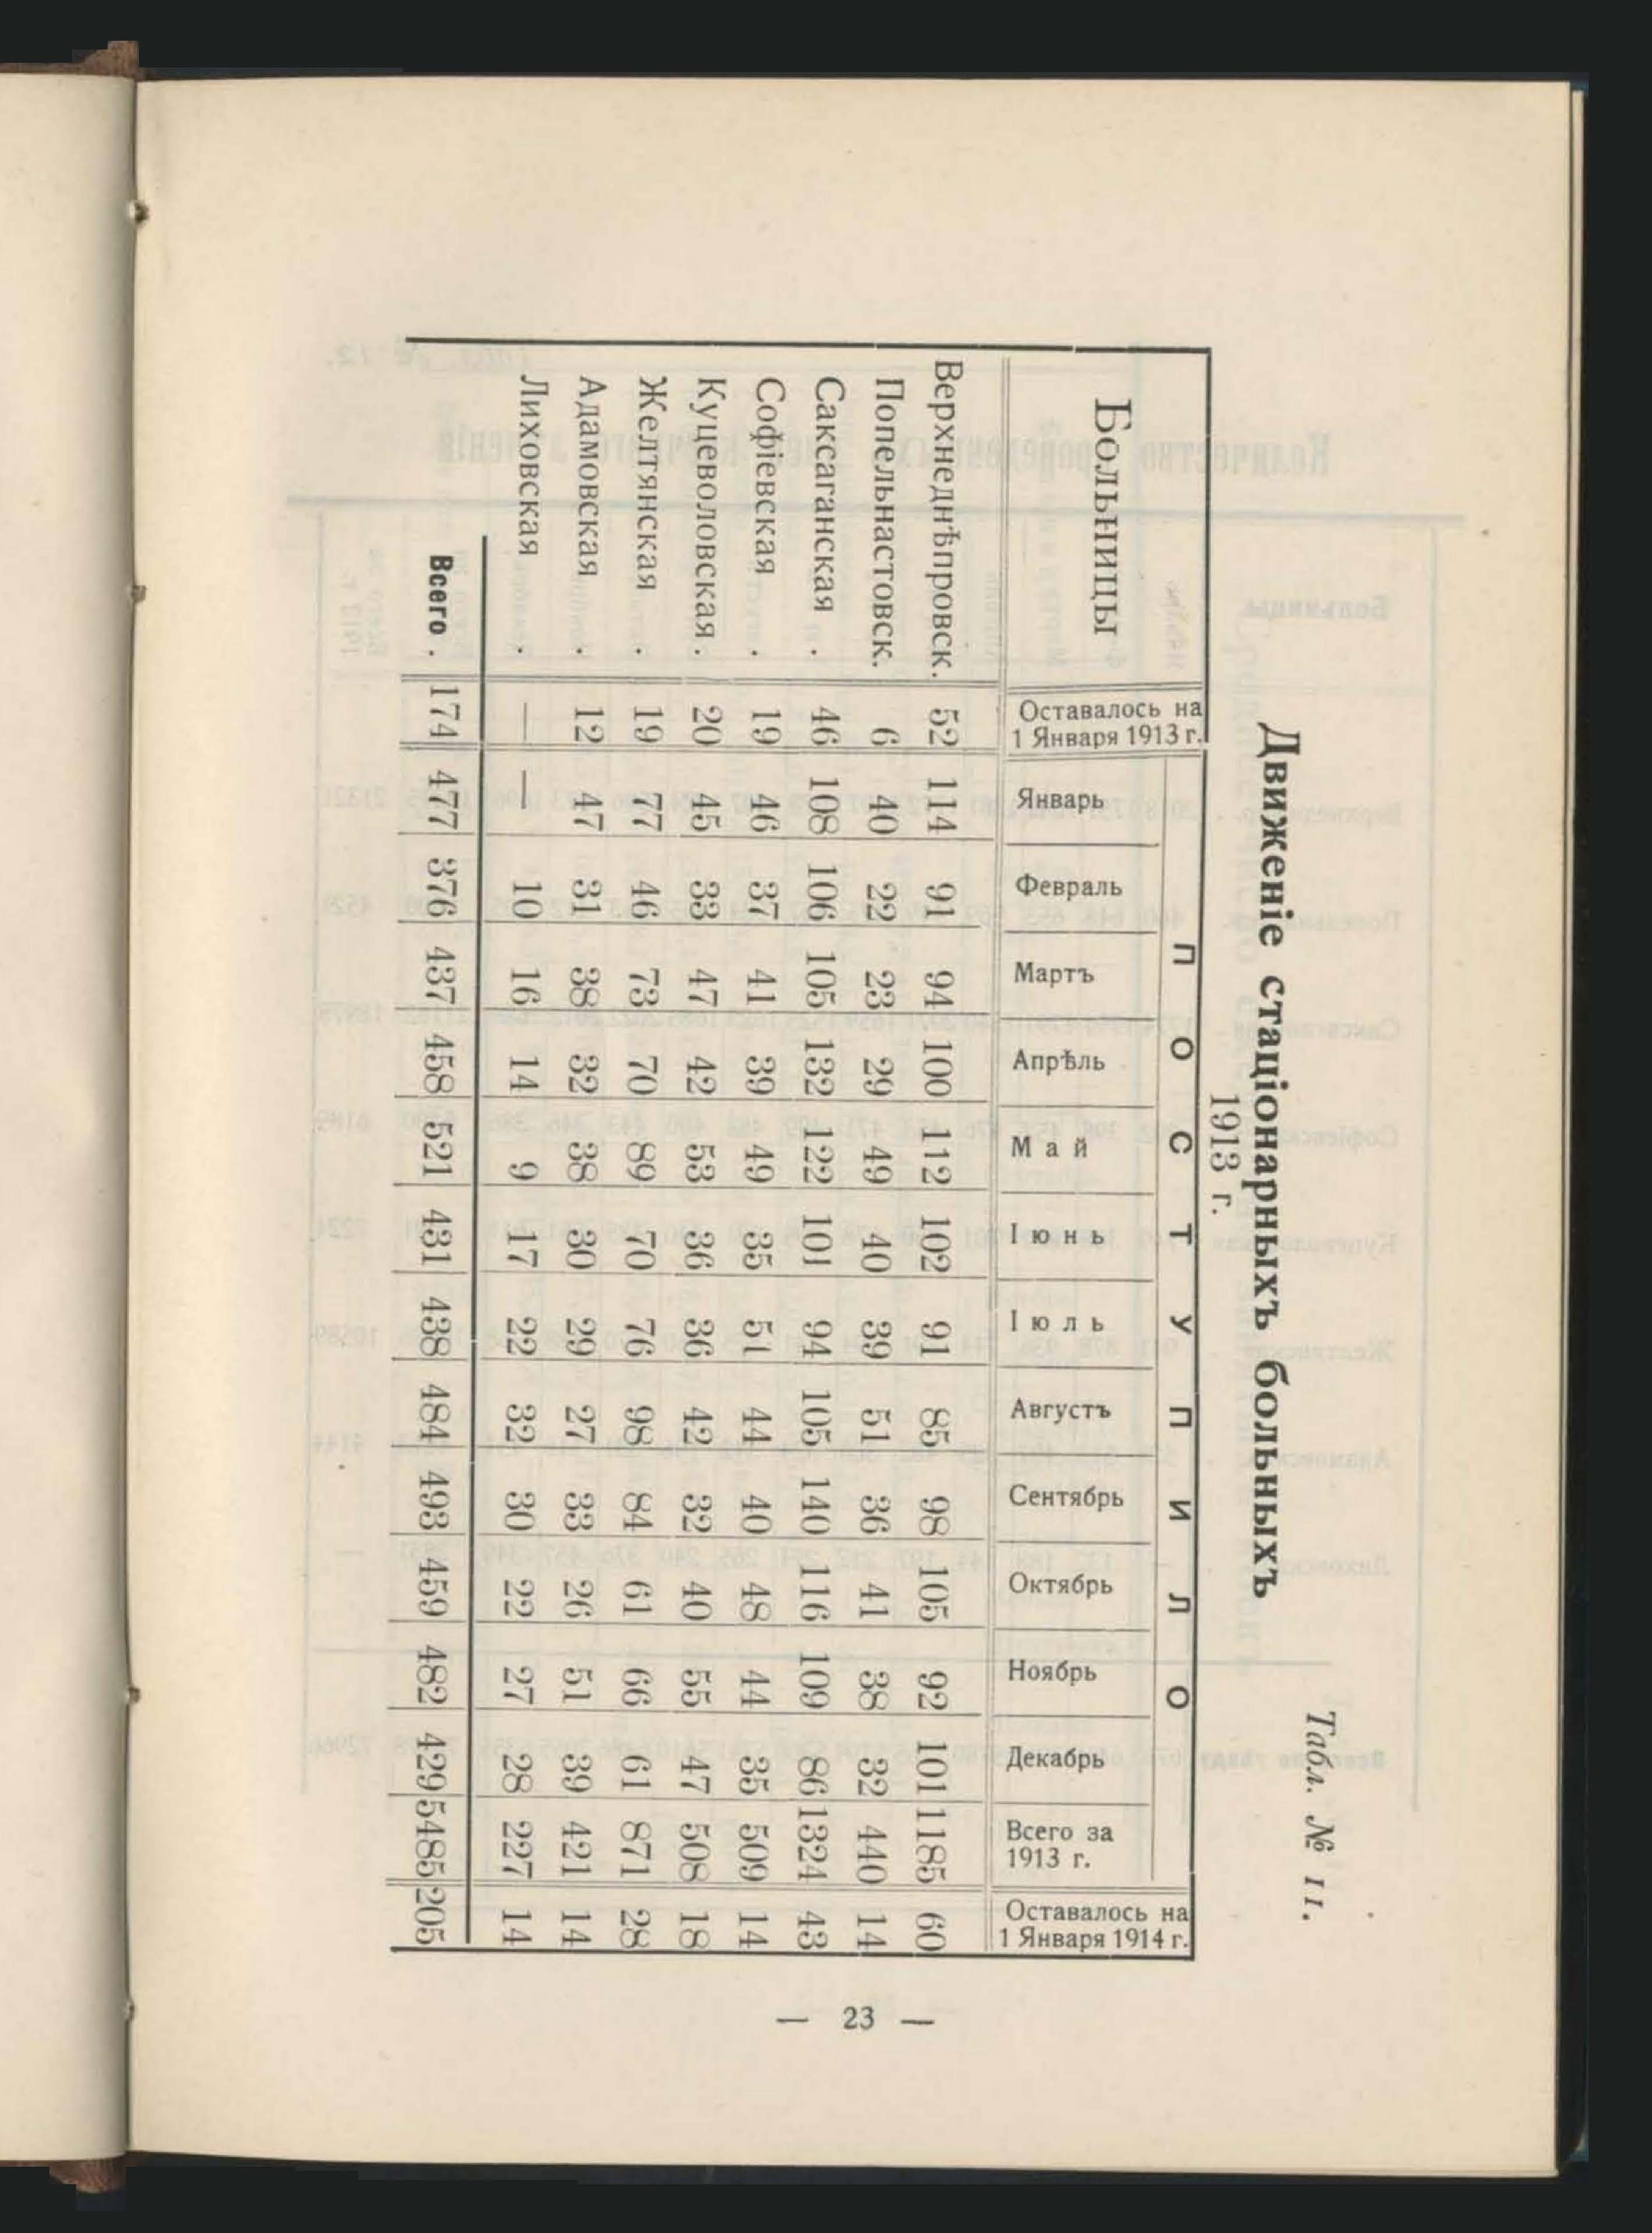 Табл. № 11.
Движеніе стаціонарныхъ больныхъ
1913 г.
Больницы
Оставалось на 1 Января 1913 г.
ПОСТУПИЛО
Январь Февраль Мартъ Апрѣль Май Іюнь Іюль Августъ Сентябрь Октябрь Ноябрь Декабрь Всего за 1913 г.
Оставалось на 1 Января 1914 г.
Верхнеднѣпровск. 52 114 91 94 100 112 102 91 85 98 105 92 101 1185 60
Попельнастовск. 6 40 22 23 29 49 40 39 51 36 41 38 32 440 14
Саксаганская . 46 108 106 105 132 122 101 94 105 140 116 109 86 1324 43
Софіевская . 19 46 37 41 39 49 35 51 44 40 48 44 35 509 14
Куцеволовская . 20 45 33 47 42 53 36 36 42 32 40 55 47 508 18
Желтянская . 19 77 46 73 70 89 70 76 98 84 61 66 61 871 28
Адамовская . 12 47 31 38 32 38 30 29 27 33 26 51 39 421 14
Лиховская . — — 10 16 14 9 17 22 32 30 22 27 28 227 14
Всего . 174 477 376 437 458 521 431 438 484 493 459 482 429 5485 205
— 23 —